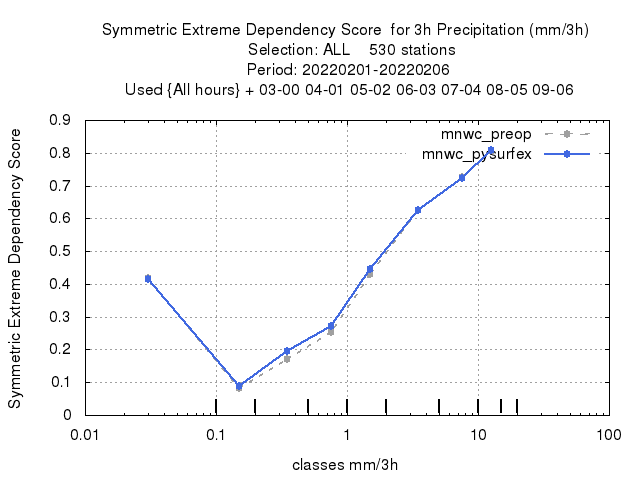 Symmetric Extreme Dependency Score  for 3h Precipitation (mm/3h)
Selection: ALL    530 stations
Period: 20220201-20220206
Used {All hours} + 03-00 04-01 05-02 06-03 07-04 08-05 09-06
mnwc_preop
mnwc_pysurfex
Symmetric Extreme Dependency Score
0.9
0.8
0.7
0.6
0.5
0.4
0.3
0.2
0.1
0
0.01 0.1 1 10 100
classes mm/3h